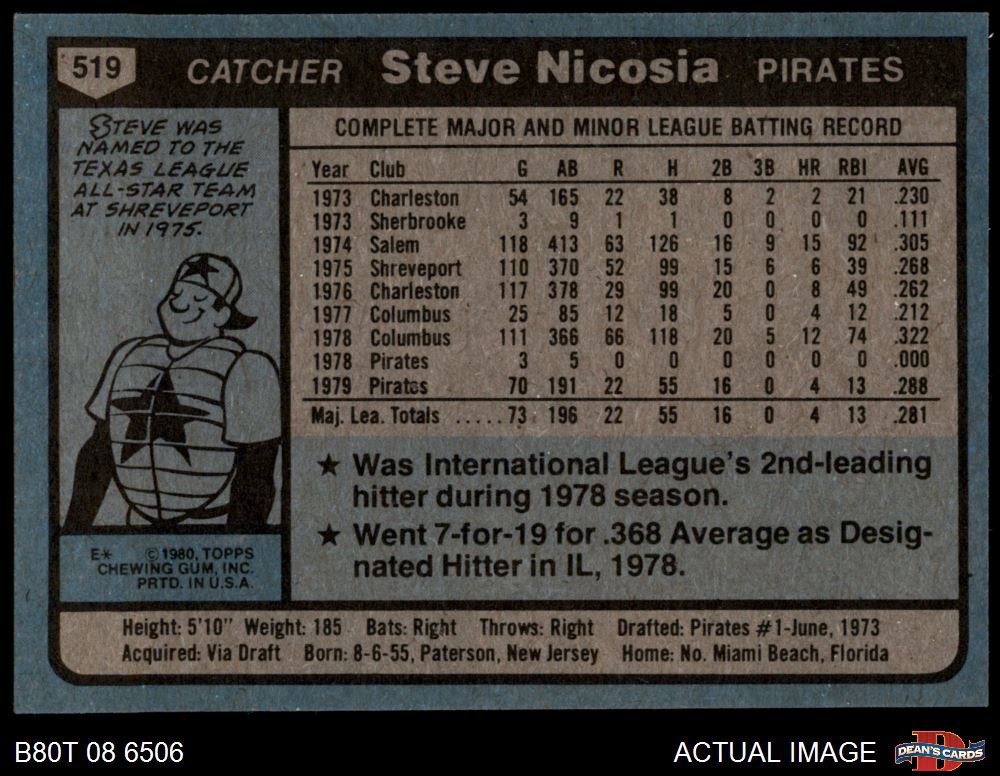 519 CATCHER Steve Nicosia PIRATES
STEVE WAS
NAMED TO THE
TEXAS LEAGUE
ALL-STAR TEAM
AT SHREVEPORT
IN 1975.
E* © 1980, TOPPS
CHEWING GUM, INC.
PRTD. IN U.S.A.
COMPLETE MAJOR AND MINOR LEAGUE BATTING RECORD
Year Club G AB R H 2B 3B HR RBI AVG
1973 Charleston 54 165 22 38 8 2 2 21 .230
1973 Sherbrooke 3 9 1 1 0 0 0 0 .111
1974 Salem 118 413 63 126 16 9 15 92 .305
1975 Shreveport 110 370 52 99 15 6 6 39 .268
1976 Charleston 117 378 29 99 20 0 8 49 .262
1977 Columbus 25 85 12 18 5 0 4 12 .212
1978 Columbus 111 366 66 118 20 5 12 74 .322
1978 Pirates 3 5 0 0 0 0 0 0 .000
1979 Pirates 70 191 22 55 16 0 4 13 .288
Maj. Lea. Totals .....73 196 22 55 16 0 4 13 .281
★ Was International League's 2nd-leading
hitter during 1978 season.
★ Went 7-for-19 for .368 Average as Desig-
nated Hitter in IL, 1978.
Height: 5'10" Weight: 185 Bats: Right Throws: Right Drafted: Pirates #1-June, 1973
Acquired: Via Draft Born: 8-6-55, Paterson, New Jersey Home: No. Miami Beach, Florida
B80T 08 6506 ACTUAL IMAGE DEAN'S CARDS